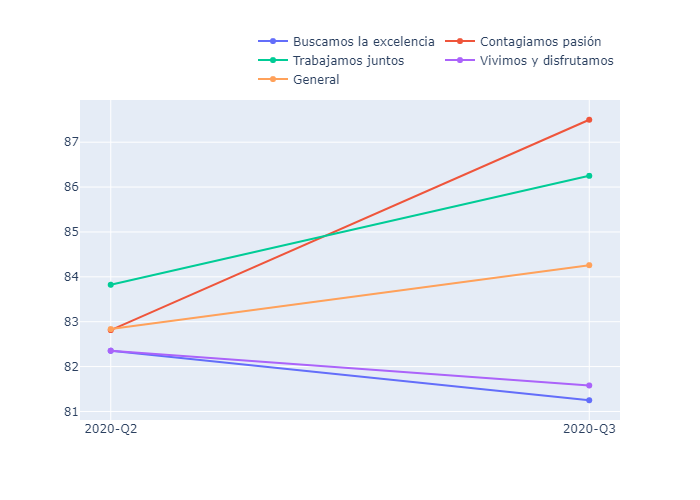 Buscamos la excelencia Contagiamos pasión
Trabajamos juntos Vivimos y disfrutamos
General
87
86
85
84
83
82
81
2020-Q2 2020-Q3